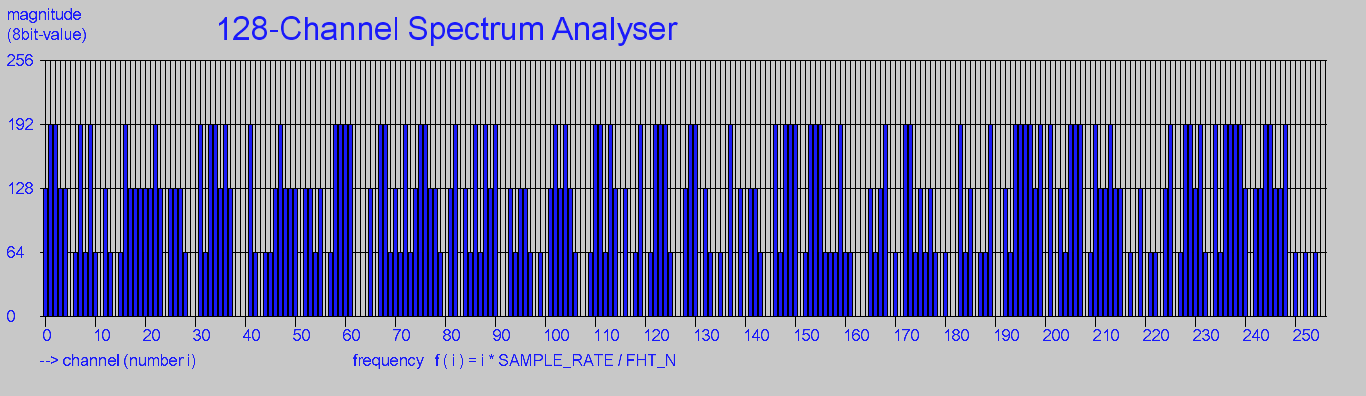 magnitude
(8bit-value)
128-Channel Spectrum Analyser
256
192
128
64
0
0 10 20 30 40 50 60 70 80 90 100 110 120 130 140 150 160 170 180 190 200 210 220 230 240 250
--> channel (number i)
frequency f ( i ) = i * SAMPLE_RATE / FHT_N